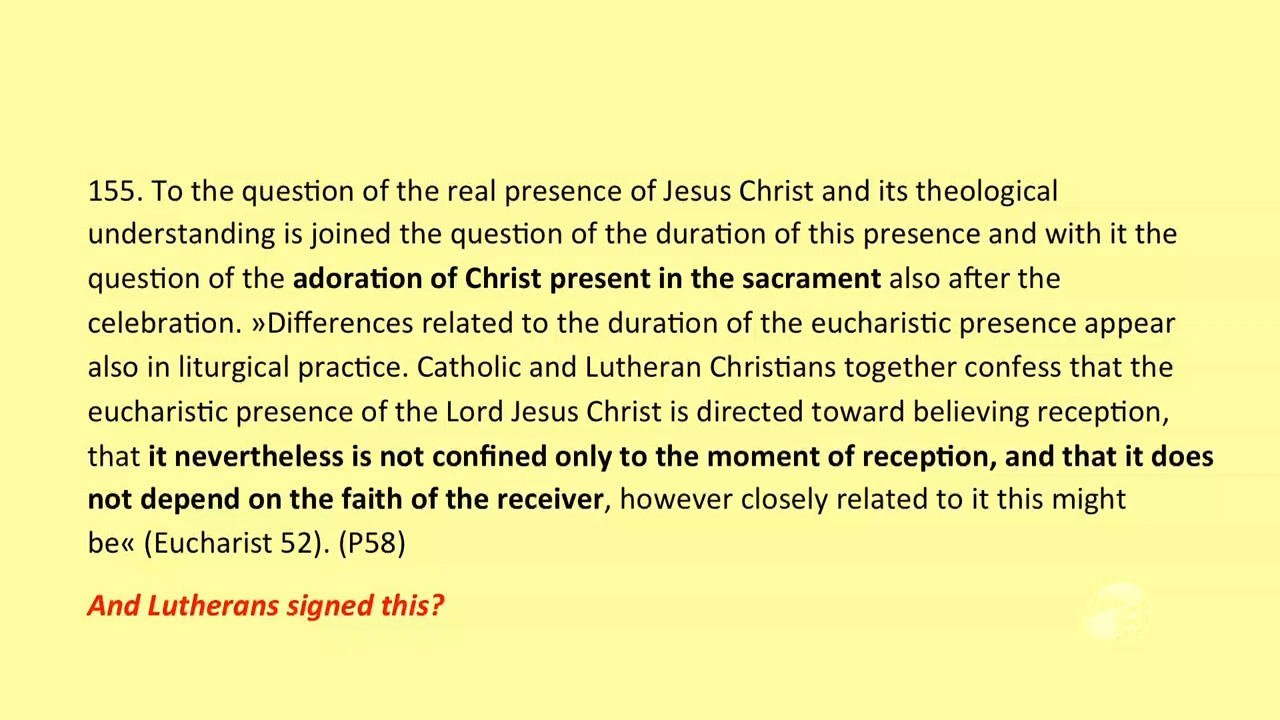 155. To the question of the real presence of Jesus Christ and its theological
understanding is joined the question of the duration of this presence and with it the
question of the adoration of Christ present in the sacrament also after the
celebration. »Differences related to the duration of the eucharistic presence appear
also in liturgical practice. Catholic and Lutheran Christians together confess that the
eucharistic presence of the Lord Jesus Christ is directed toward believing reception,
that it nevertheless is not confined only to the moment of reception, and that it does
not depend on the faith of the receiver, however closely related to it this might
be« (Eucharist 52). (P58)
And Lutherans signed this?